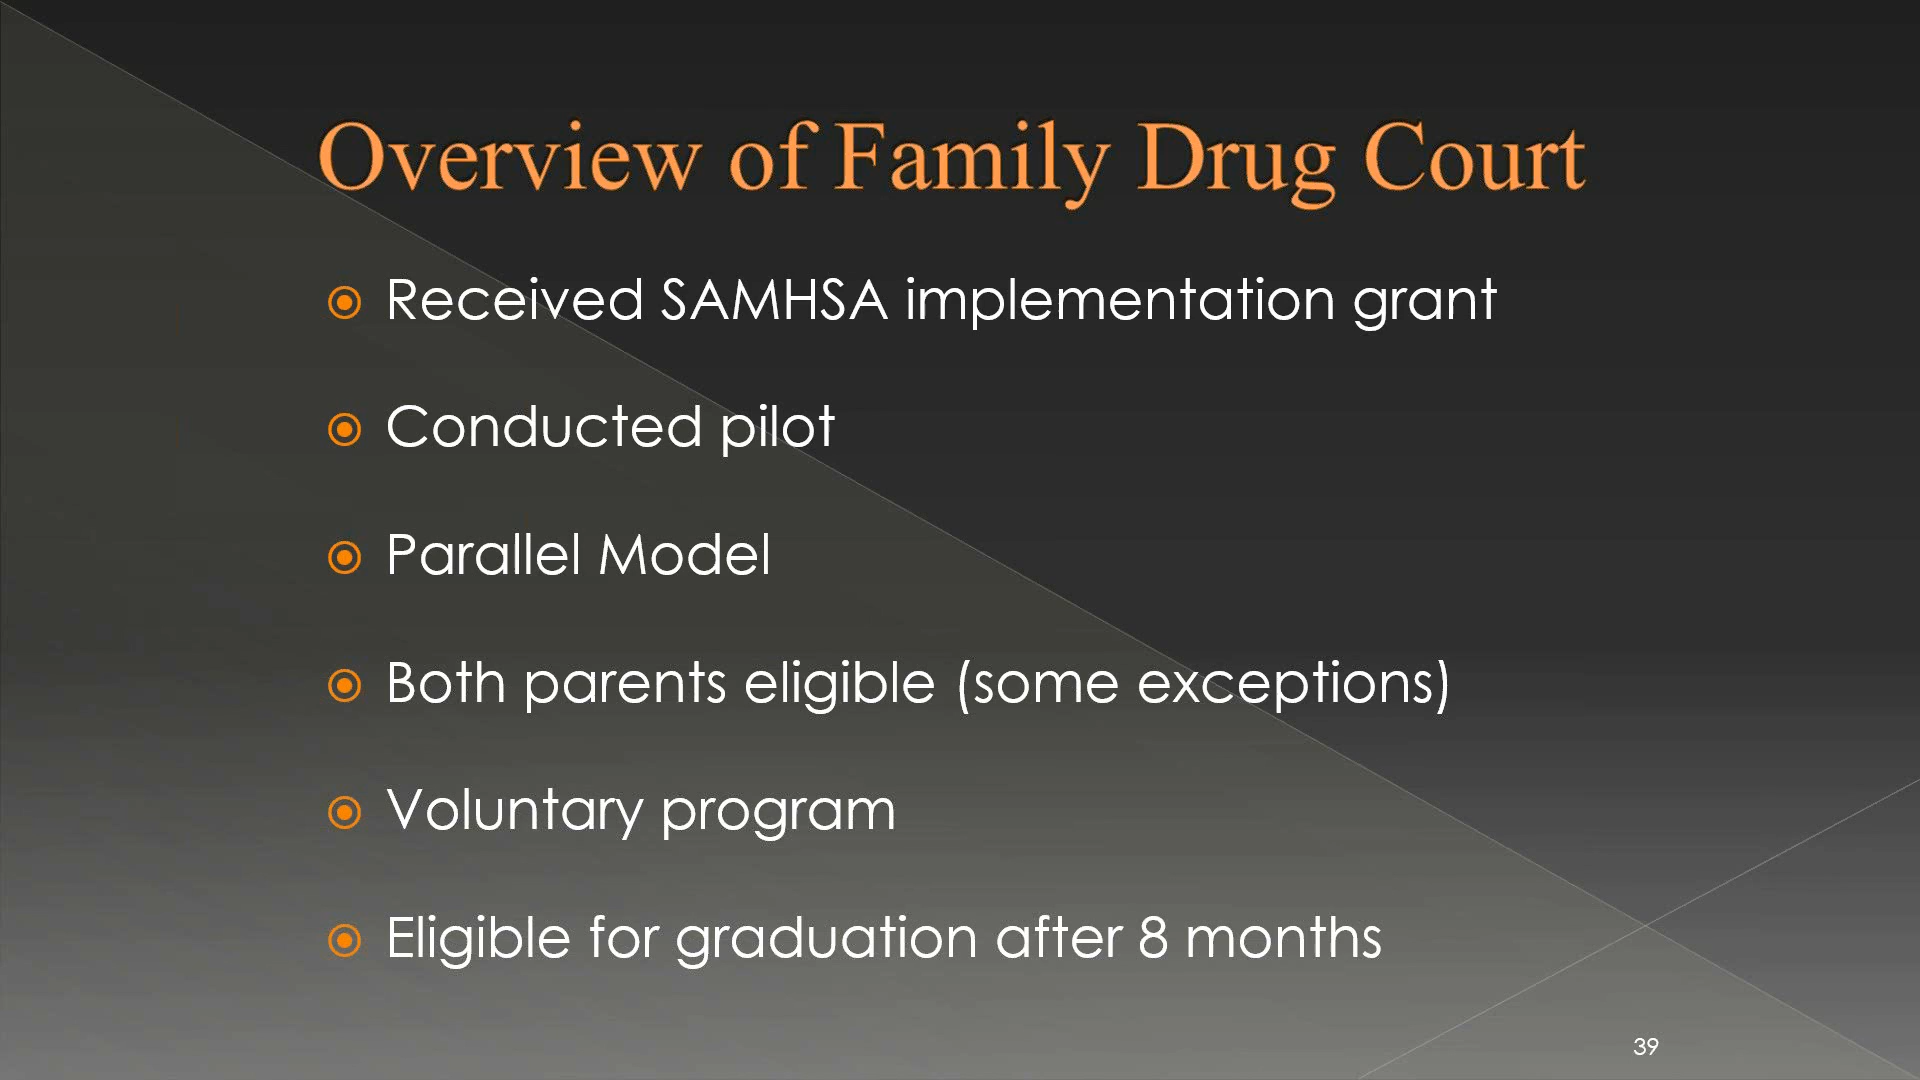 Overview of Family Drug Court
Received SAMHSA implementation grant
Conducted pilot
Parallel Model
Both parents eligible (some exceptions)
Voluntary program
Eligible for graduation after 8 months
39